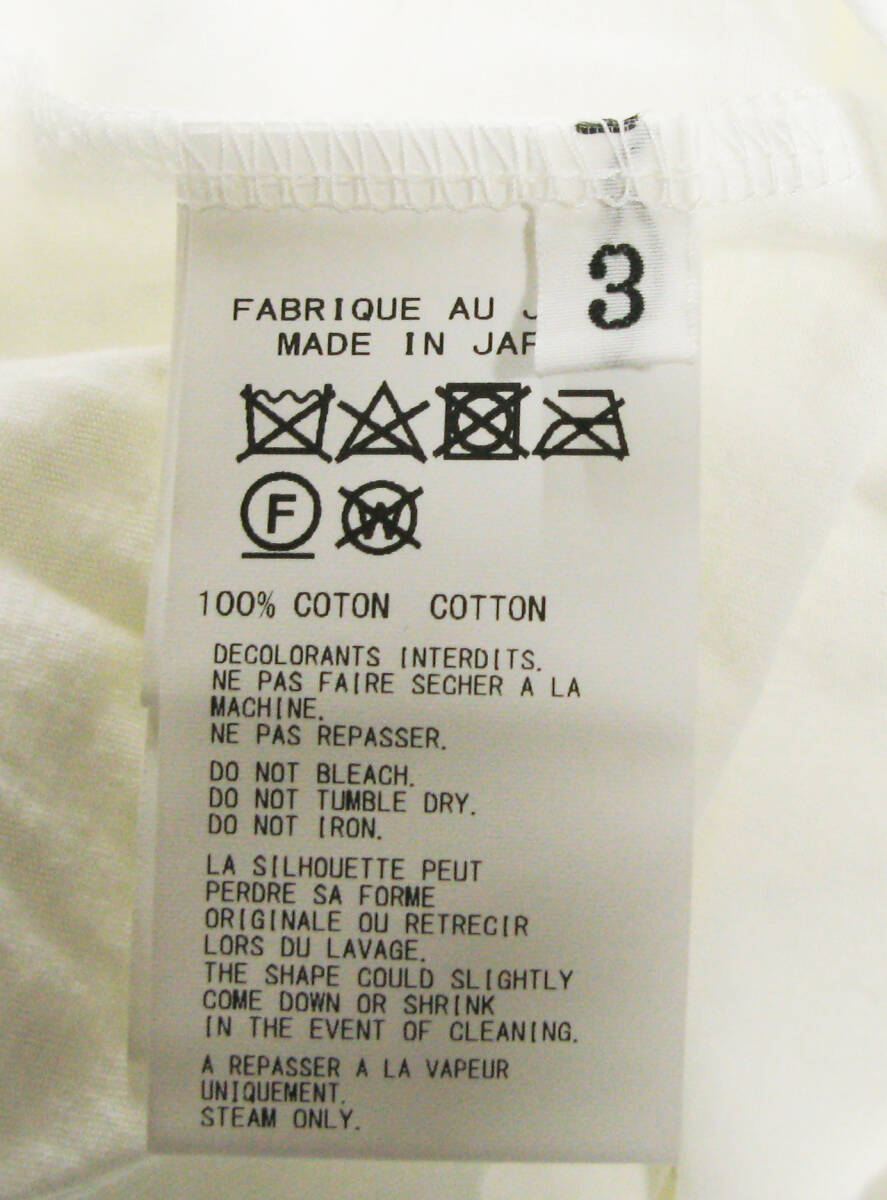 3
FABRIQUE AU
MADE IN
F
W
100% COTON COTTON
DECOLORANTS INTERDITS.
NE PAS FAIRE SECHER A LA
MACHINE.
NE PAS REPASSER.
DO NOT BLEACH.
DO NOT TUMBLE DRY.
DO NOT IRON.
LA SILHOUETTE PEUT
PERDRE SA FORME
ORIGINALE OU RETRECIR
LORS DU LAVAGE.
THE SHAPE COULD SLIGHTLY
COME DOWN OR SHRINK
IN THE EVENT OF CLEANING.
A REPASSER A LA VAPEUR
UNIQUEMENT.
STEAM ONLY.